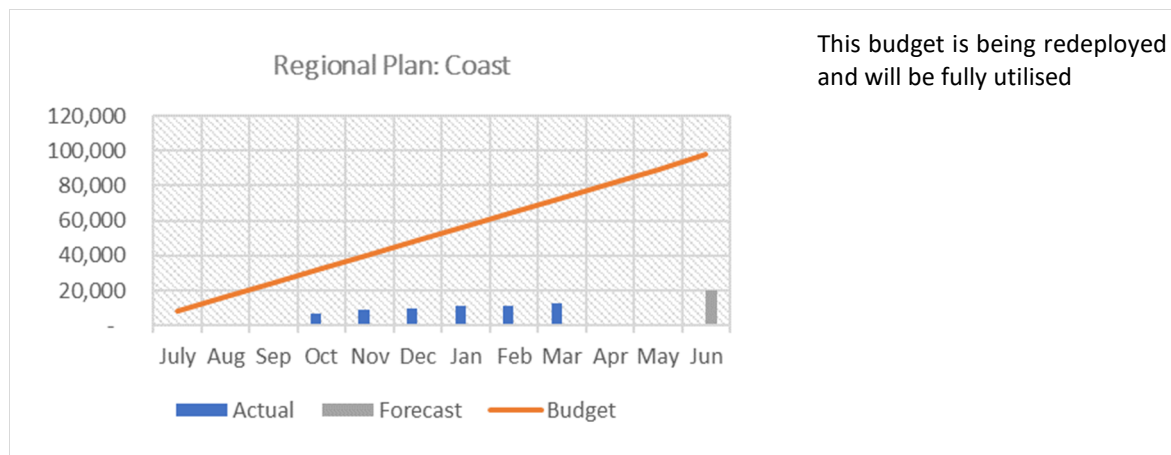 Regional Plan: Coast
120,000
100,000
80,000
60,000
40,000
20,000
-
July Aug Sep Oct Nov Dec Jan Feb Mar Apr May Jun
Actual Forecast Budget
This budget is being redeployed
and will be fully utilised